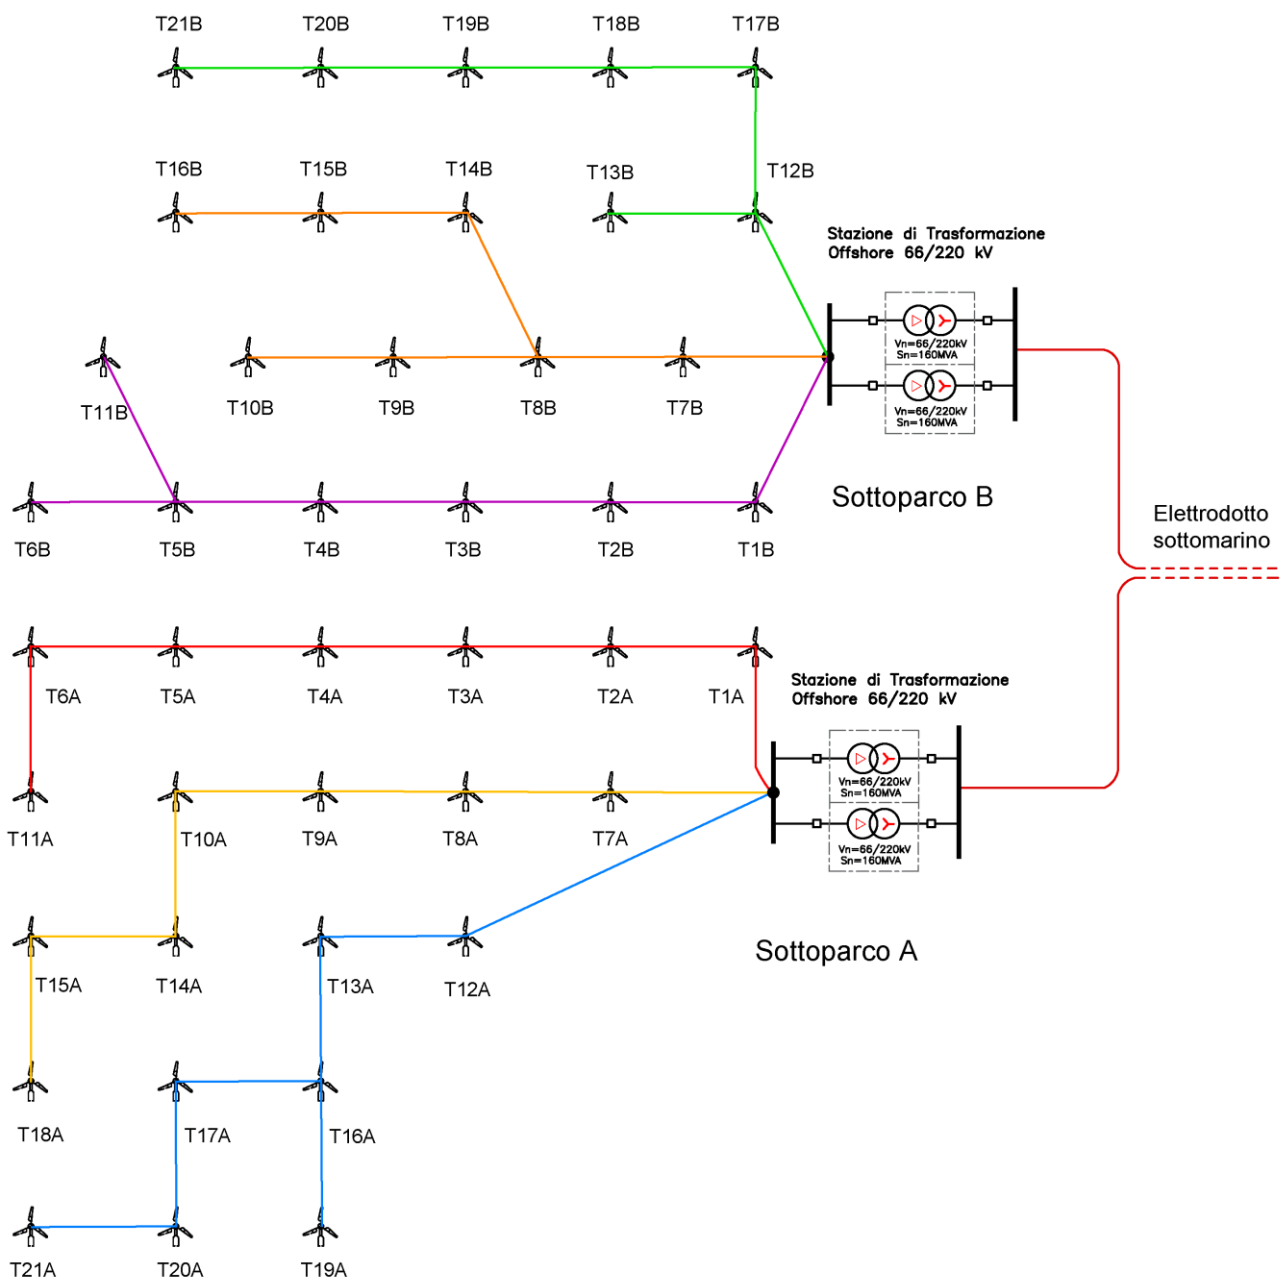 T21B T20B T19B T18B T17B
T16B T15B T14B T13B T12B
Stazione di Trasformazione
Offshore 66/220 kV
Vn=66/220kV
Sn=160MVA
Vn=66/220kV
Sn=160MVA
T11B T10B T9B T8B T7B
Sottoparco B
Elettrodotto
sottomarino
T6B T5B T4B T3B T2B T1B
T6A T5A T4A T3A T2A T1A
Stazione di Trasformazione
Offshore 66/220 kV
Vn=66/220kV
Sn=160MVA
Vn=66/220kV
Sn=160MVA
T11A T10A T9A T8A T7A
Sottoparco A
T15A T14A T13A T12A
T18A T17A T16A
T21A T20A T19A